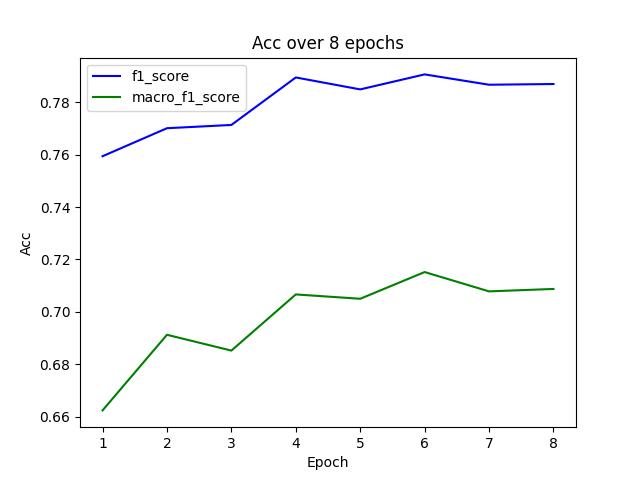 Acc over 8 epochs
f1_score
macro_f1_score
0.78
0.76
0.74
0.72
0.70
0.68
0.66
Acc
1 2 3 4 5 6 7 8
Epoch